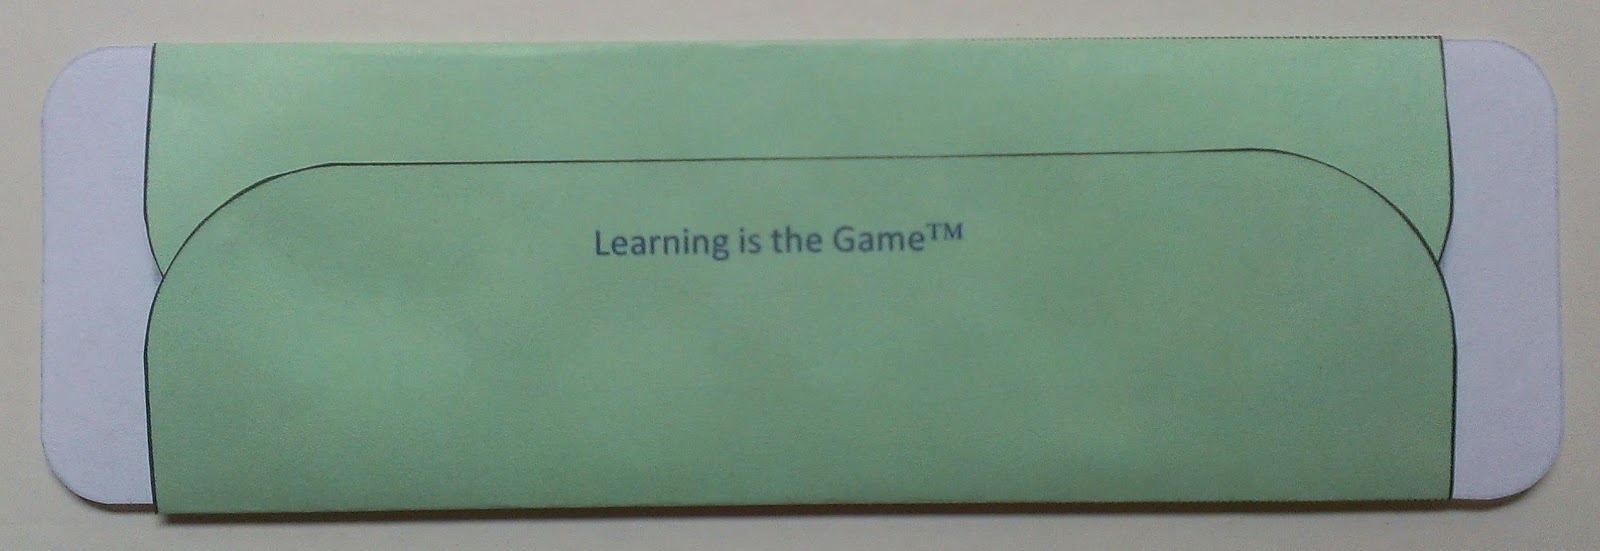 Learning is the Game™